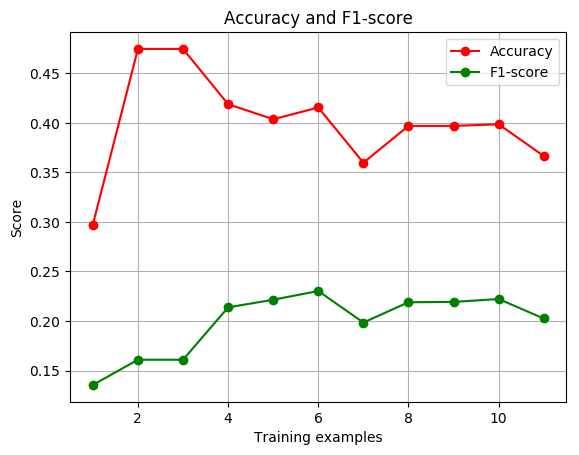 Accuracy and F1-score
Accuracy
F1-score
Score
0.45
0.40
0.35
0.30
0.25
0.20
0.15
2 4 6 8 10
Training examples